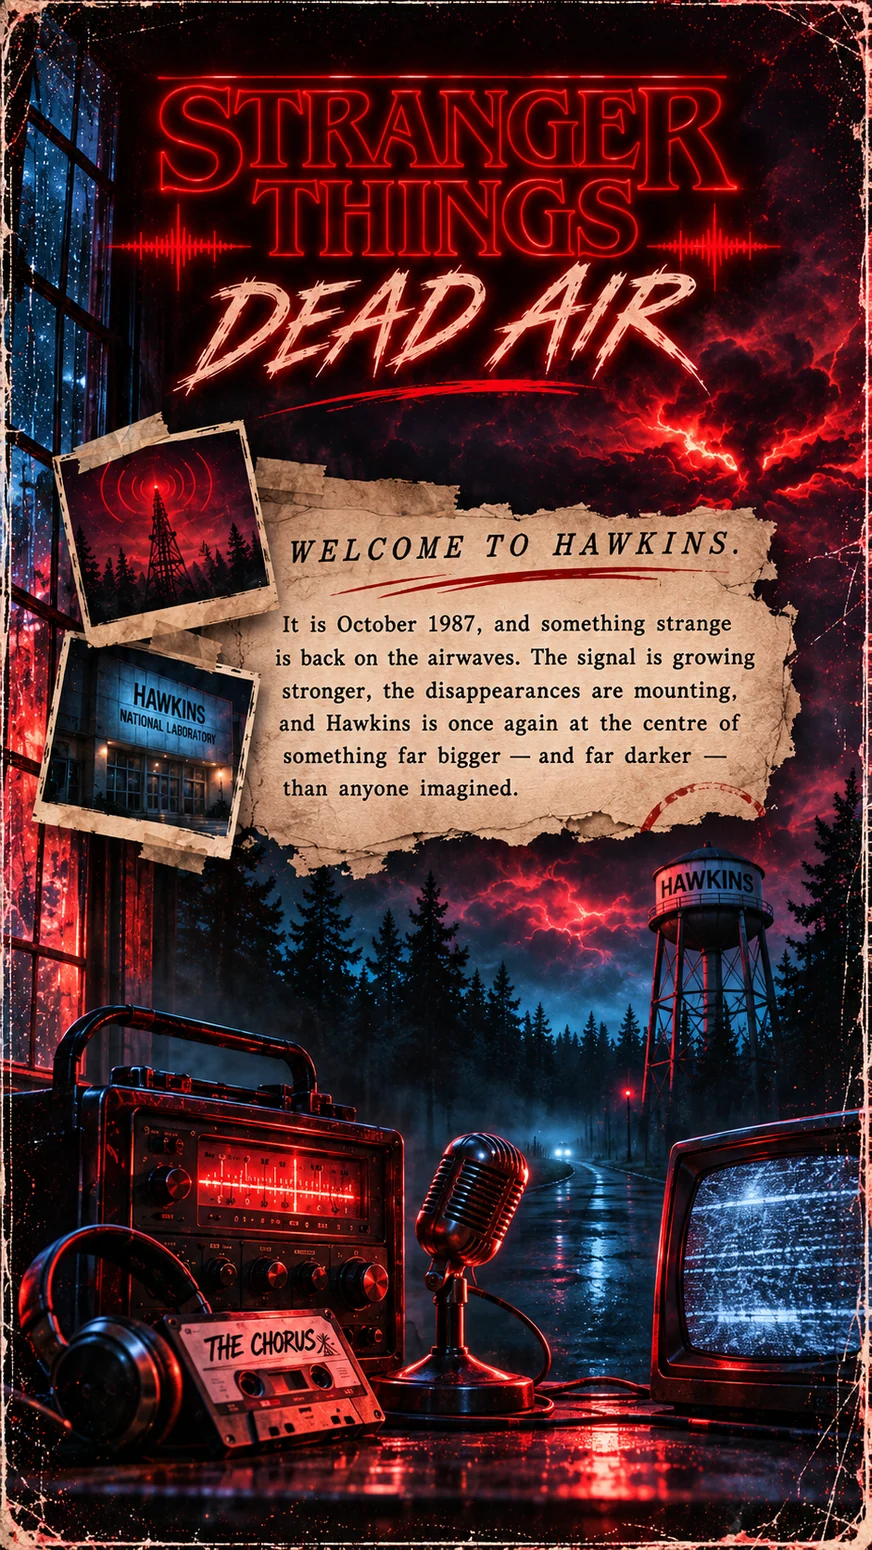 STRANGER
THINGS
DEAD AIR
WELCOME TO HAWKINS.
It is October 1987, and something strange
is back on the airwaves. The signal is growing
stronger, the disappearances are mounting,
and Hawkins is once again at the centre of
something far bigger — and far darker —
than anyone imagined.
HAWKINS
NATIONAL LABORATORY
HAWKINS
THE CHORUS